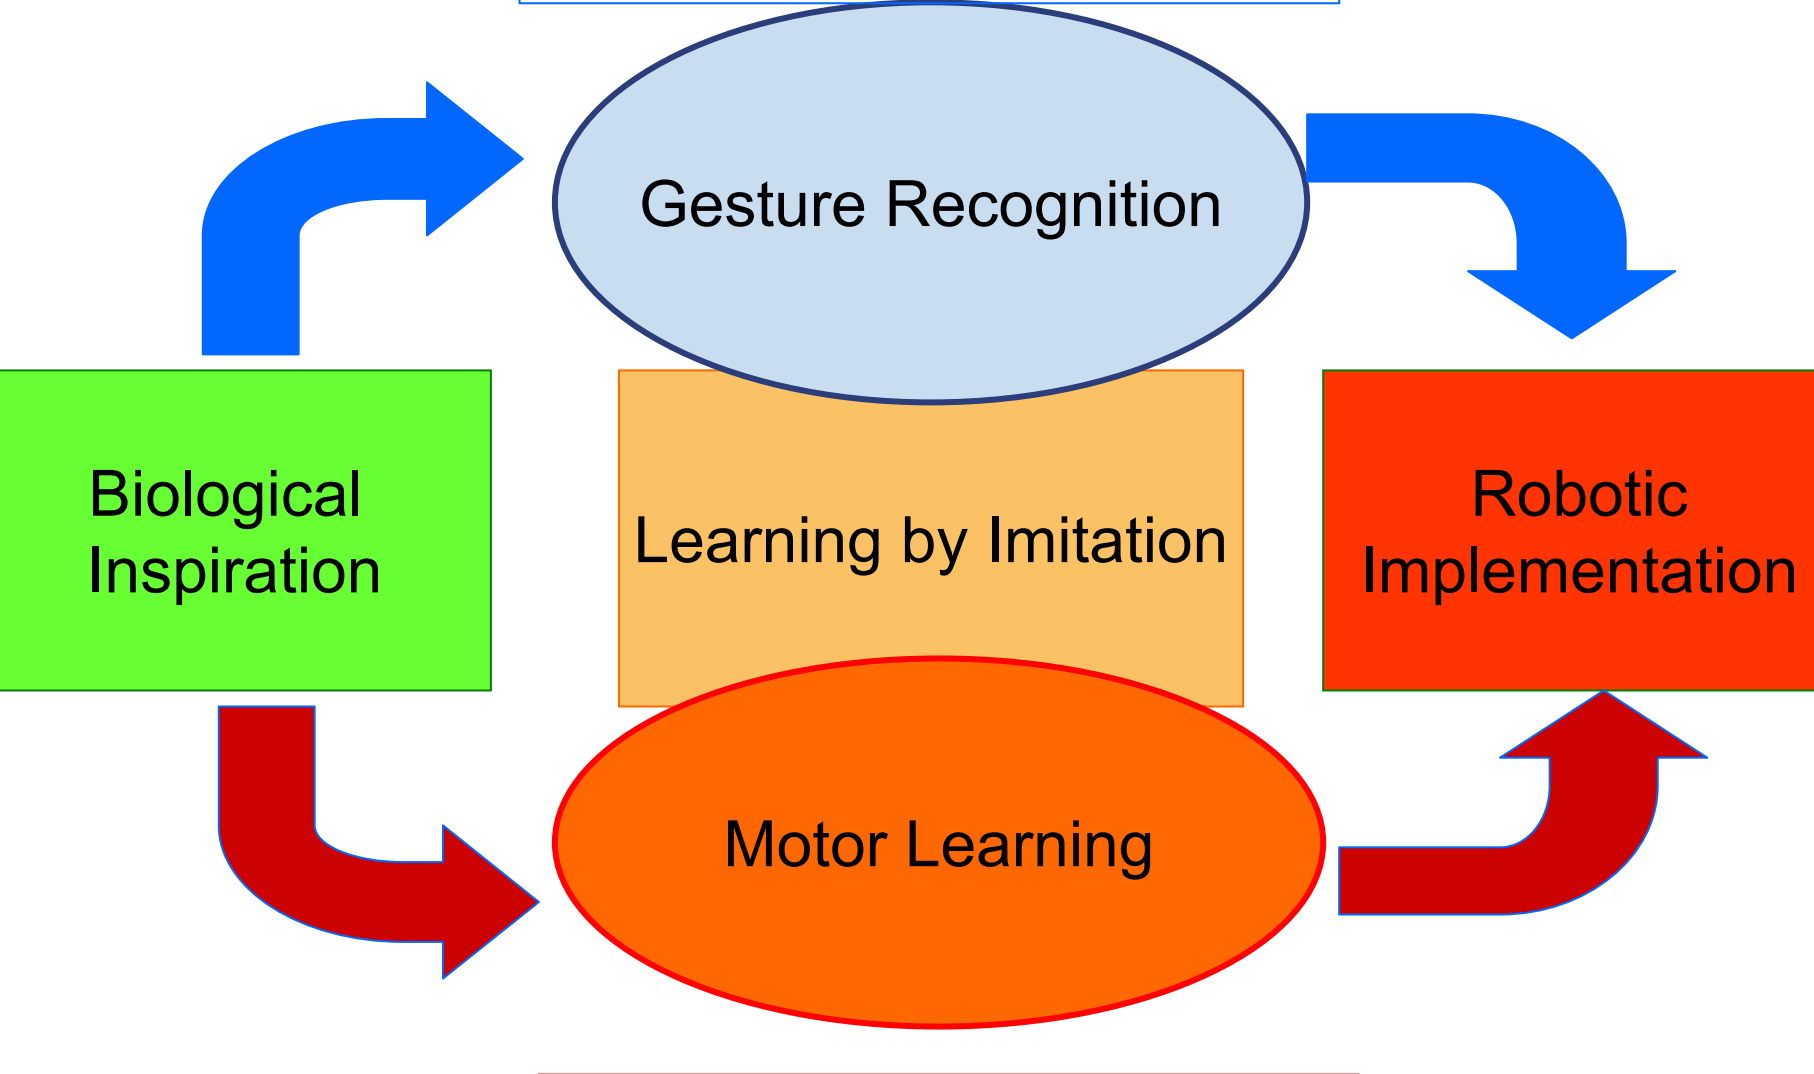 Gesture Recognition
Biological
Inspiration
Learning by Imitation
Robotic
Implementation
Motor Learning